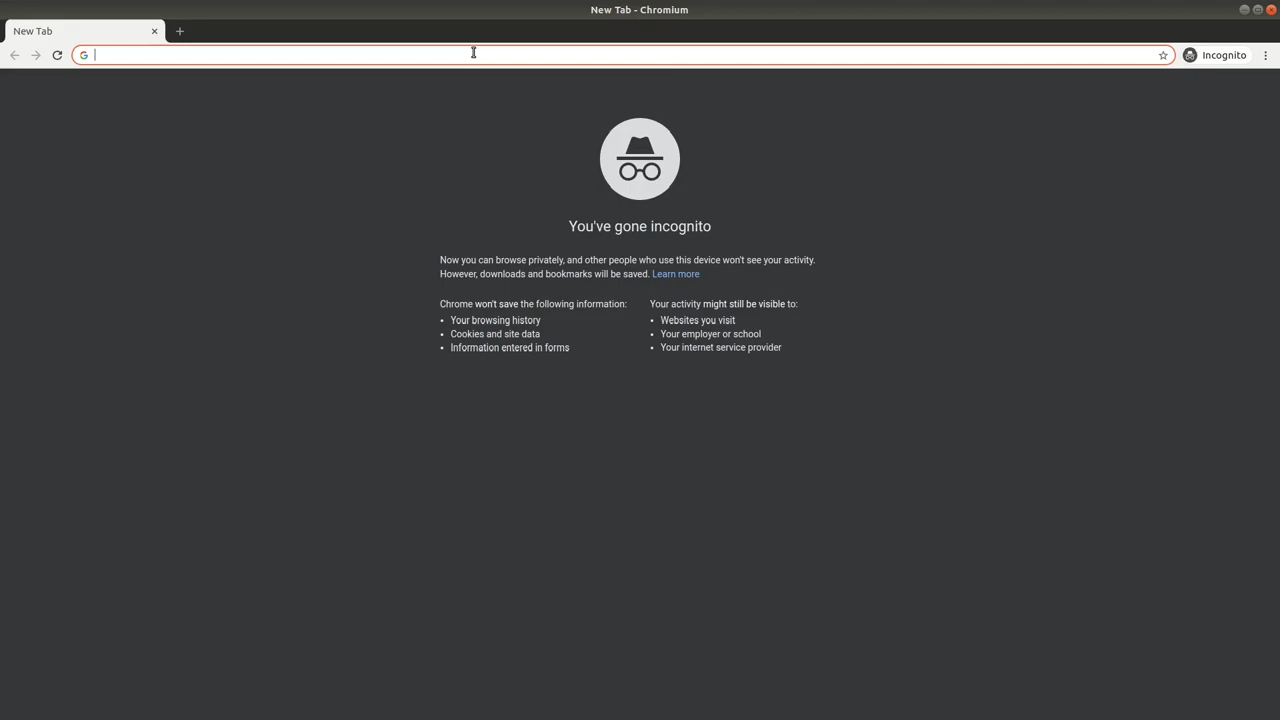 New Tab - Chromium
New Tab
Incognito
You've gone incognito
Now you can browse privately, and other people who use this device won't see your activity.
However, downloads and bookmarks will be saved. Learn more
Chrome won't save the following information:
• Your browsing history
• Cookies and site data
• Information entered in forms
Your activity might still be visible to:
• Websites you visit
• Your employer or school
• Your internet service provider